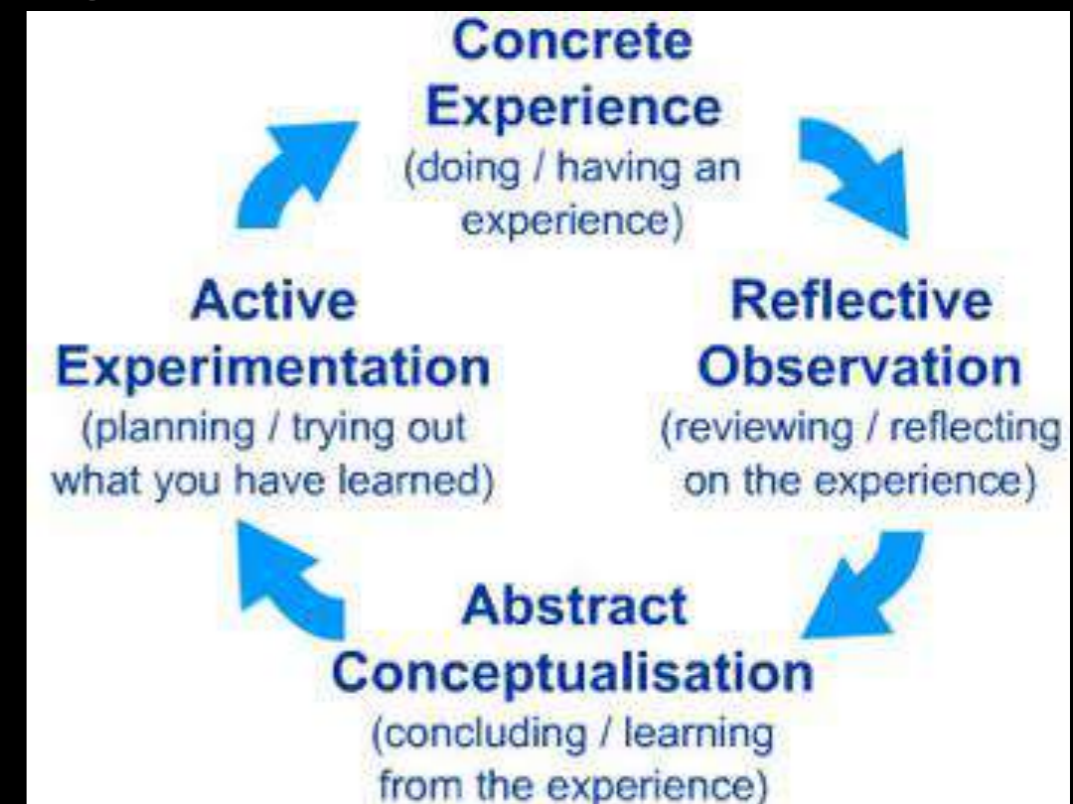 Concrete
Experience
(doing / having an
experience)
Reflective
Observation
(reviewing / reflecting
on the experience)
Abstract
Conceptualisation
(concluding / learning
from the experience)
Active
Experimentation
(planning / trying out
what you have learned)